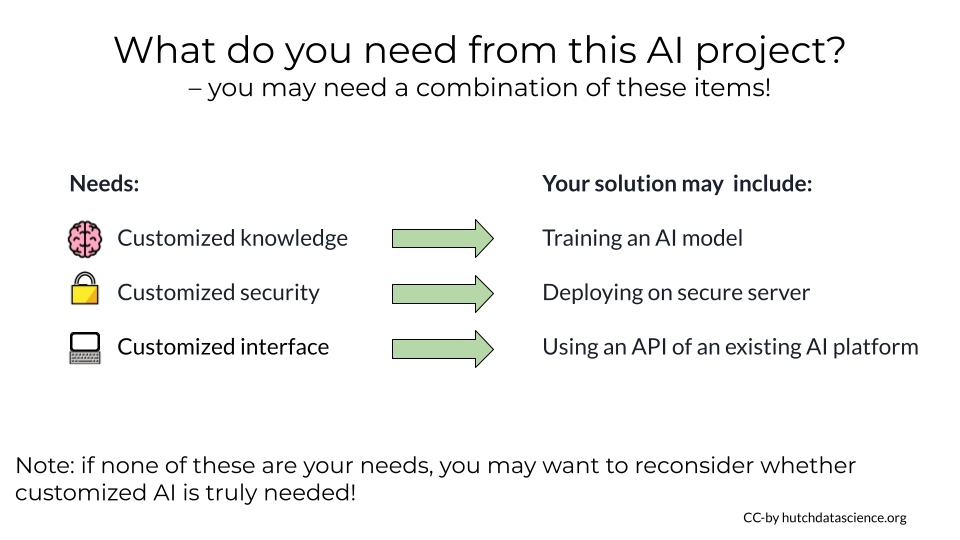 What do you need from this AI project?
– you may need a combination of these items!
Needs:
Your solution may  include:
Customized knowledge
Training an AI model
Customized security
Deploying on secure server
Customized interface
Using an API of an existing AI platform
Note: if none of these are your needs, you may want to reconsider whether
customized AI is truly needed!
CC-by hutchdatascience.org